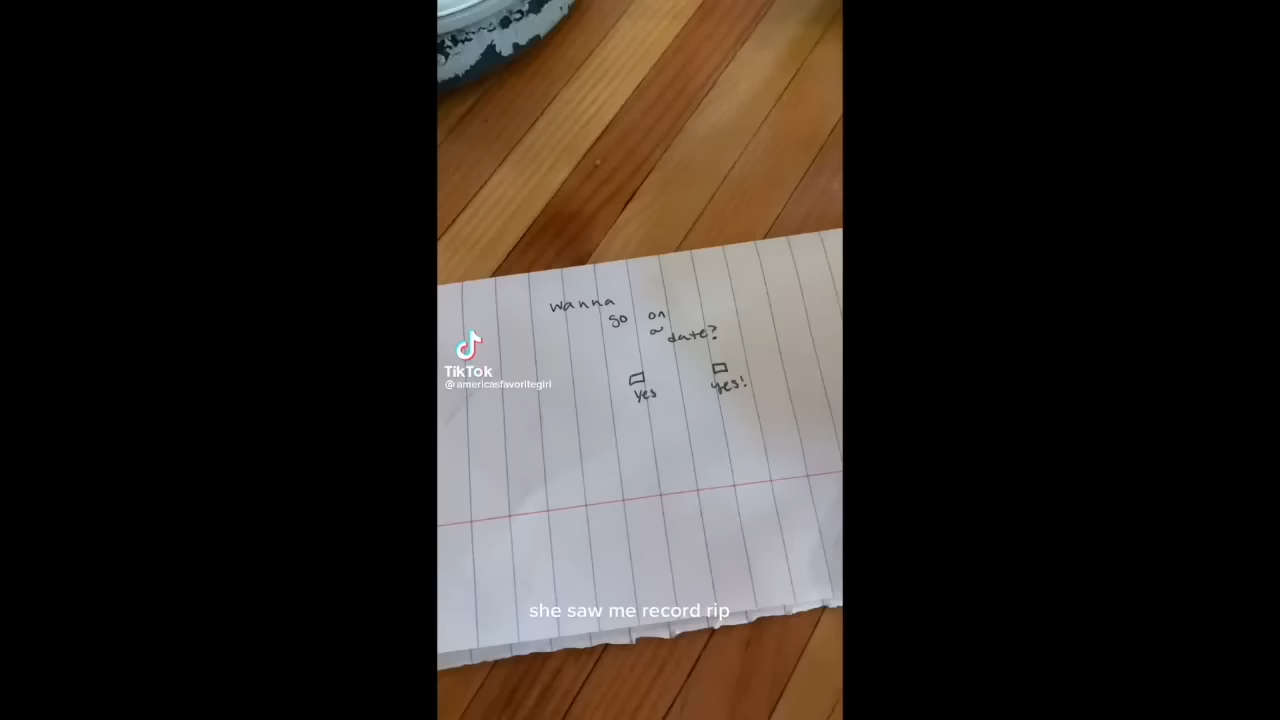 wanna
go on
a date?
yes yes!
TikTok
@americasfavoritegirl
she saw me record rip